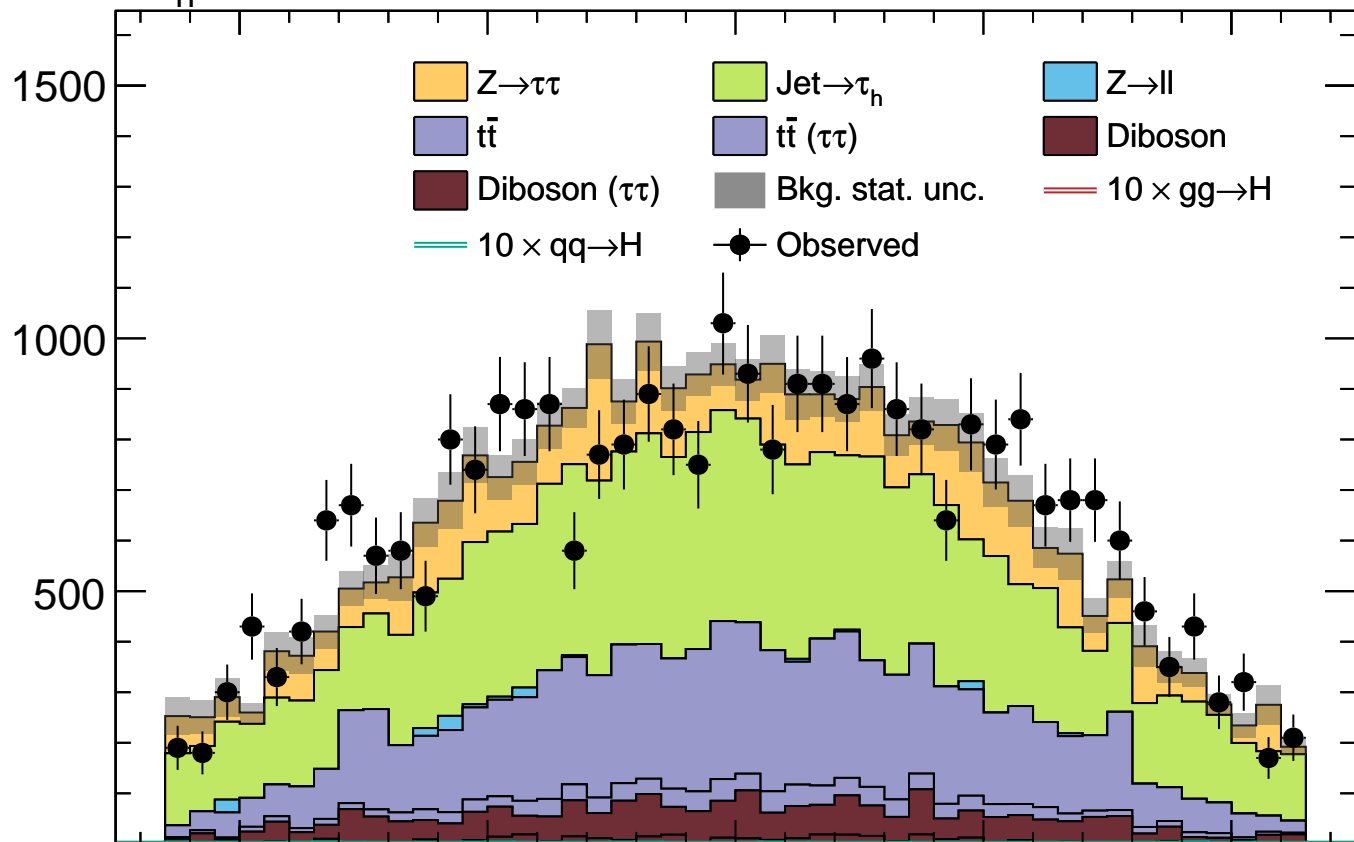 1500
Z→ττ Jet→τh Z→ll
tt̄ tt̄ (ττ) Diboson
Diboson (ττ) Bkg. stat. unc. 10 × gg→H
10 × qq→H Observed
1000
500